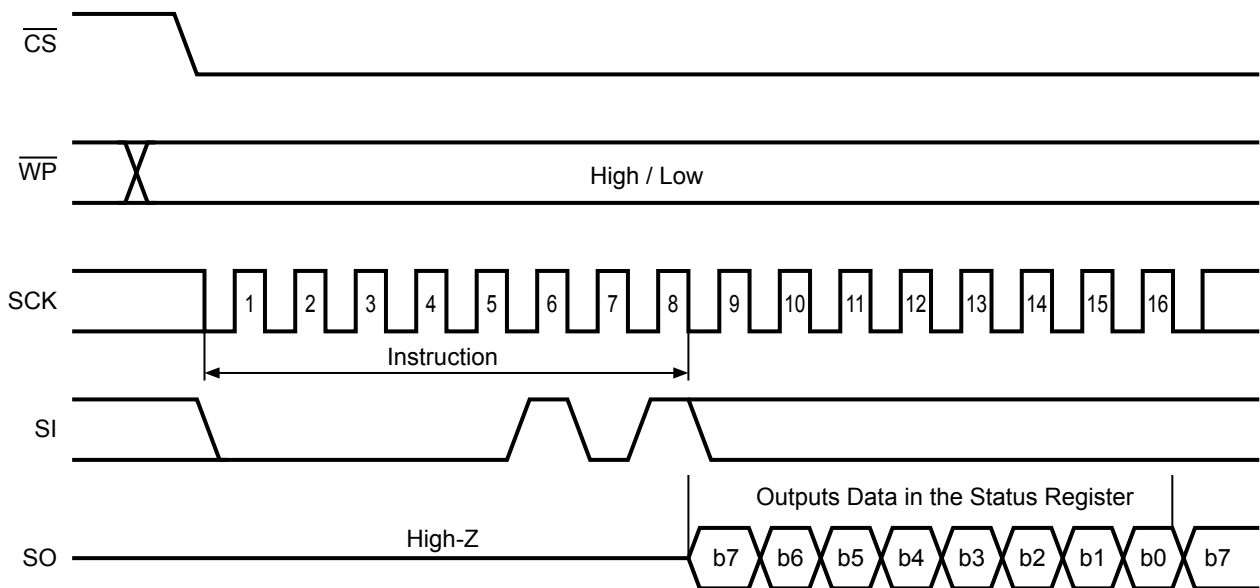 CS
WP
High / Low
SCK
1 2 3 4 5 6 7 8 9 10 11 12 13 14 15 16
Instruction
SI
Outputs Data in the Status Register
High-Z
SO
b7 b6 b5 b4 b3 b2 b1 b0 b7